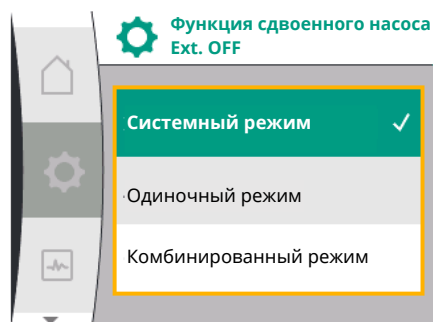 Функция сдвоенного насоса
Ext. OFF
Системный режим
Одиночный режим
Комбинированный режим